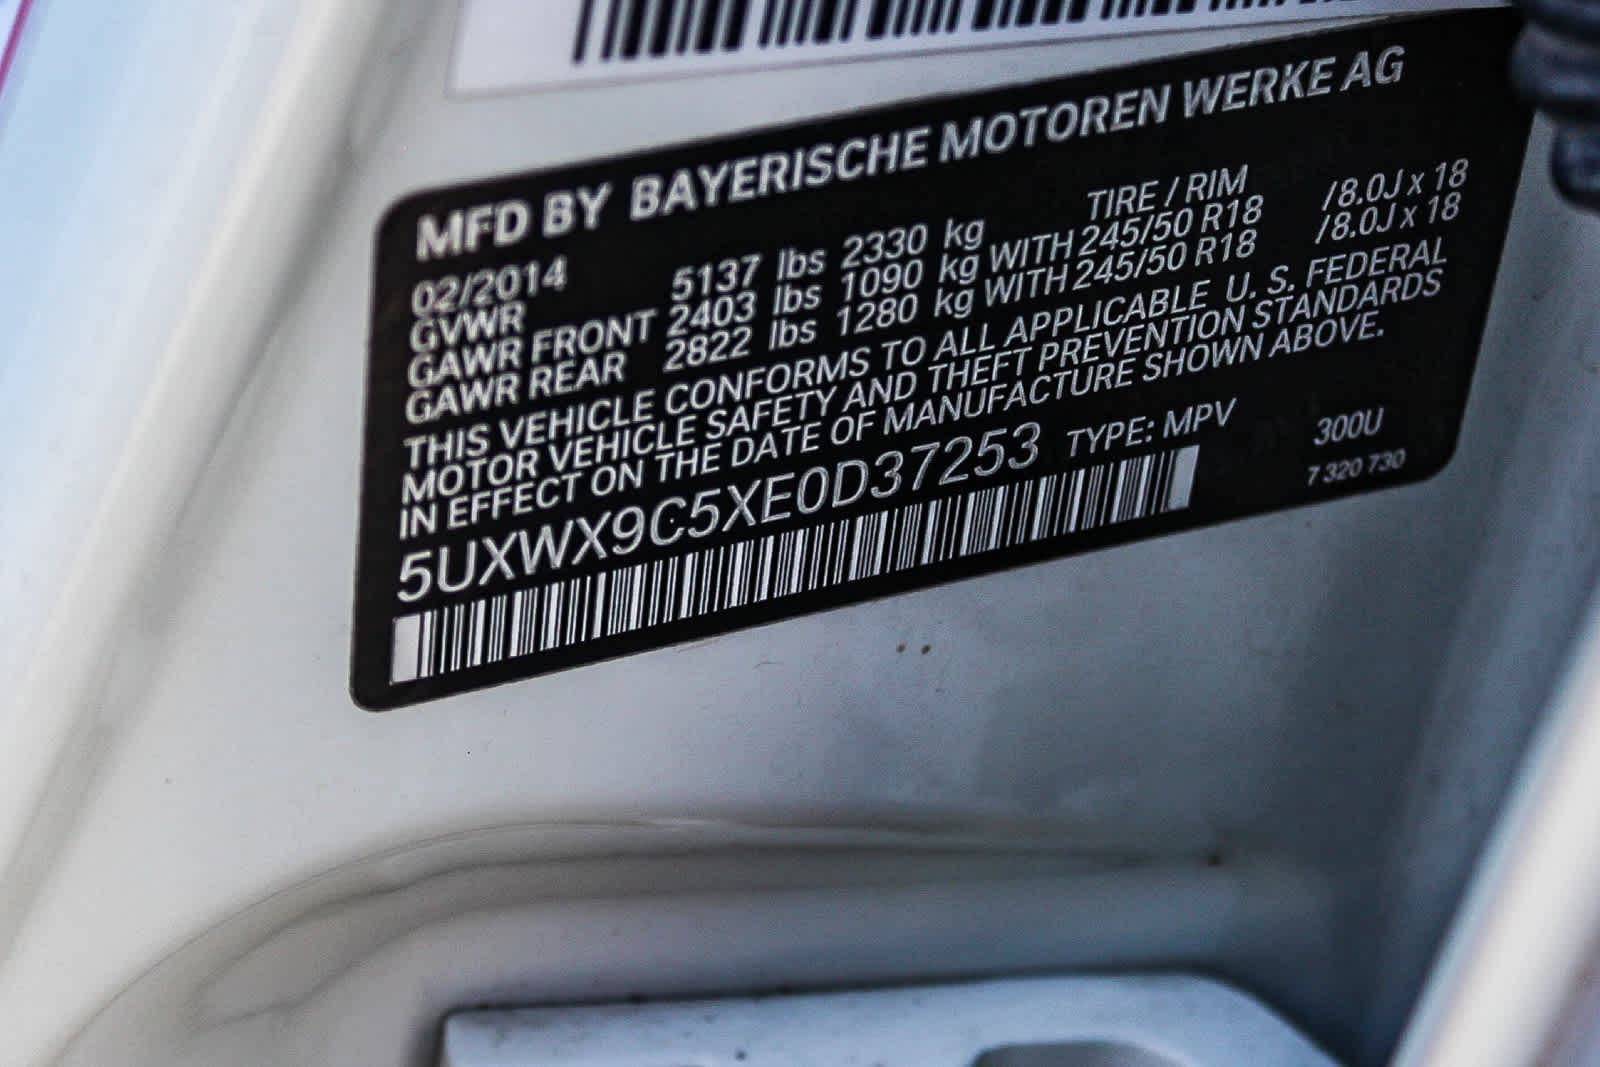 MFD BY BAYERISCHE MOTOREN WERKE AG
02/2014 TIRE / RIM
GVWR 5137 lbs 2330 kg
GAWR FRONT 2403 lbs 1090 kg WITH 245/50 R18 /8.0J x 18
GAWR REAR 2822 lbs 1280 kg WITH 245/50 R18 /8.0J x 18
THIS VEHICLE CONFORMS TO ALL APPLICABLE U. S. FEDERAL
MOTOR VEHICLE SAFETY AND THEFT PREVENTION STANDARDS
IN EFFECT ON THE DATE OF MANUFACTURE SHOWN ABOVE.
5UXWX9C5XE0D37253 TYPE: MPV 300U
7 320 730